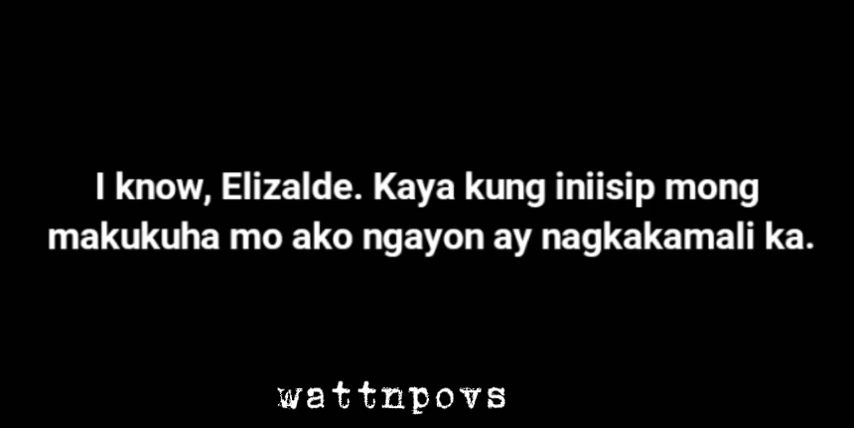 I know, Elizalde. Kaya kung iniisip mong
makukuha mo ako ngayon ay nagkakamali ka.
wattnpovs